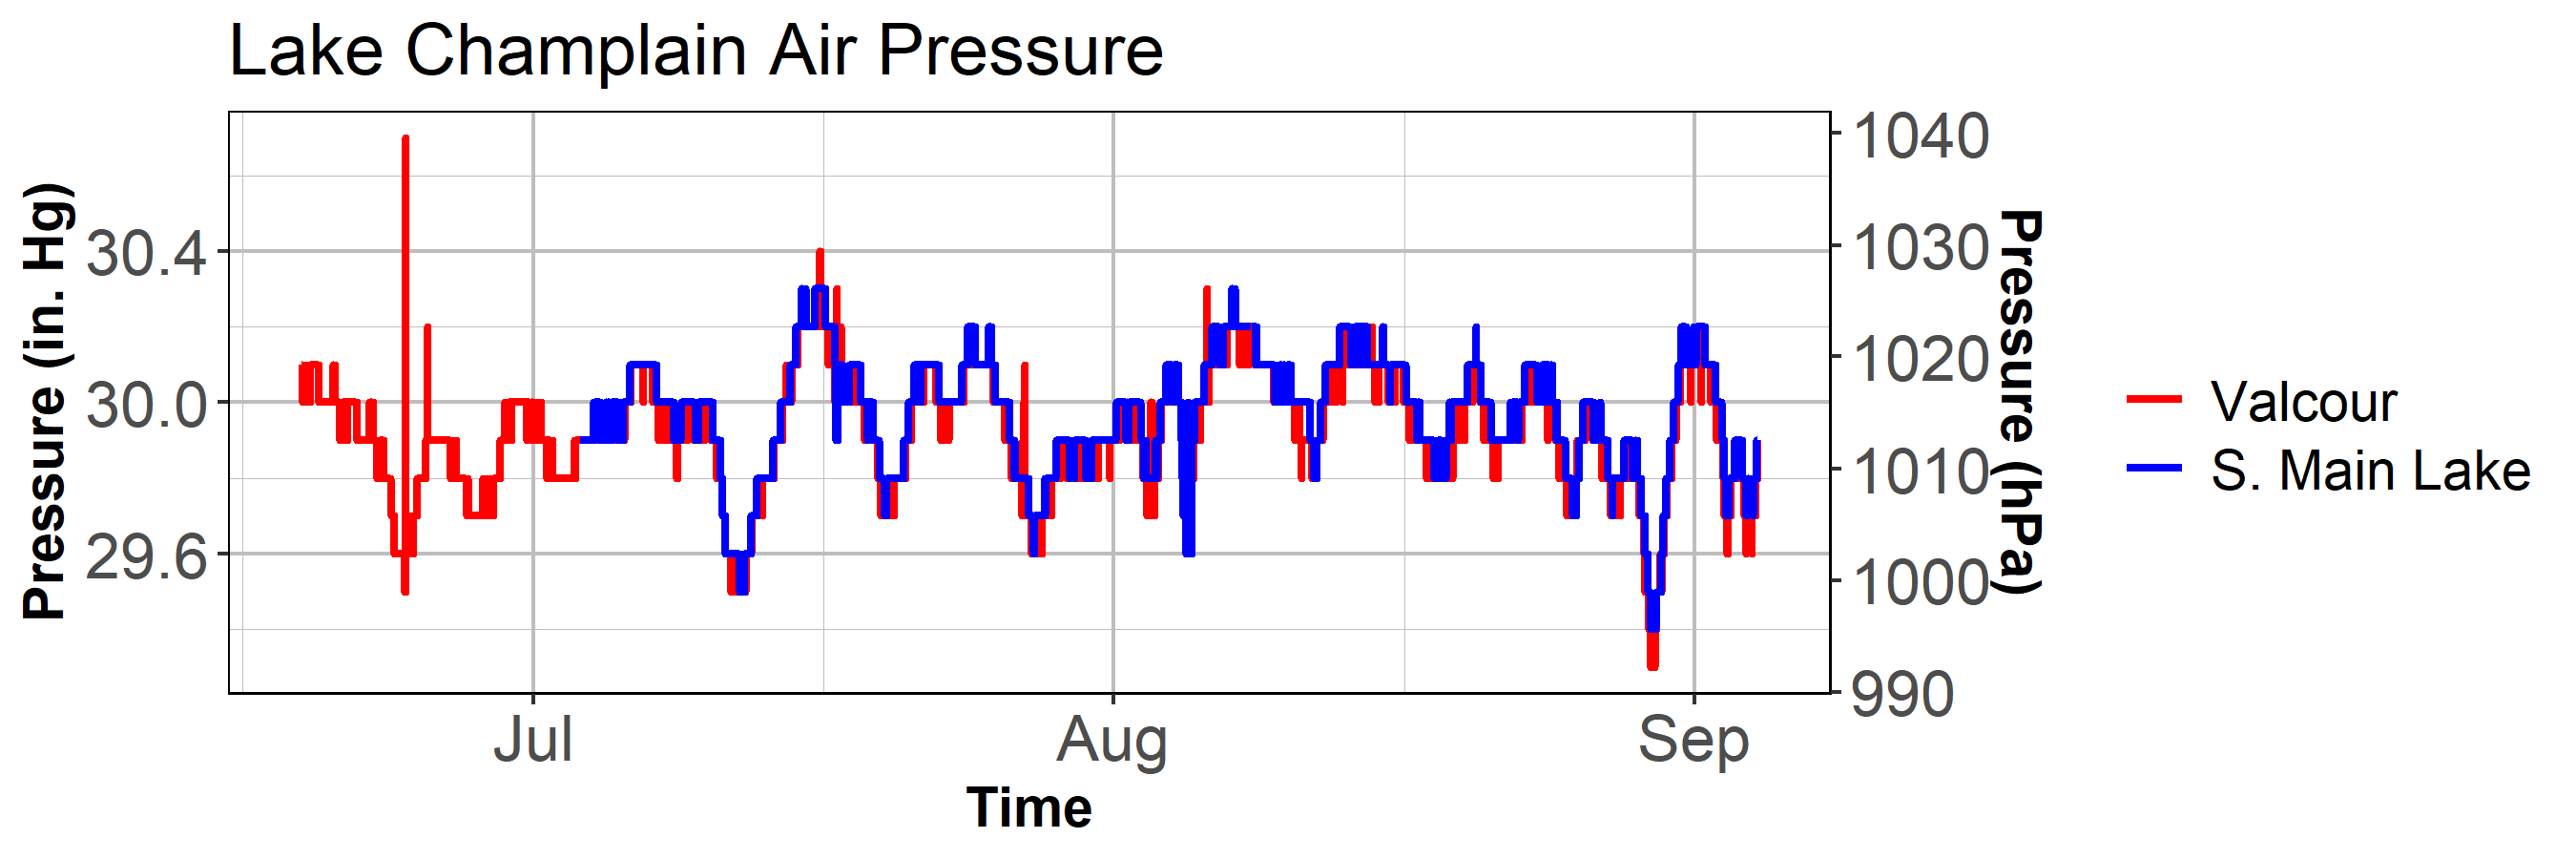 Lake Champlain Air Pressure
Pressure (in. Hg)
30.4
30.0
29.6
1040
1030
1020
1010
1000
990
Pressure (hPa)
Jul
Aug
Sep
Time
Valcour
S. Main Lake